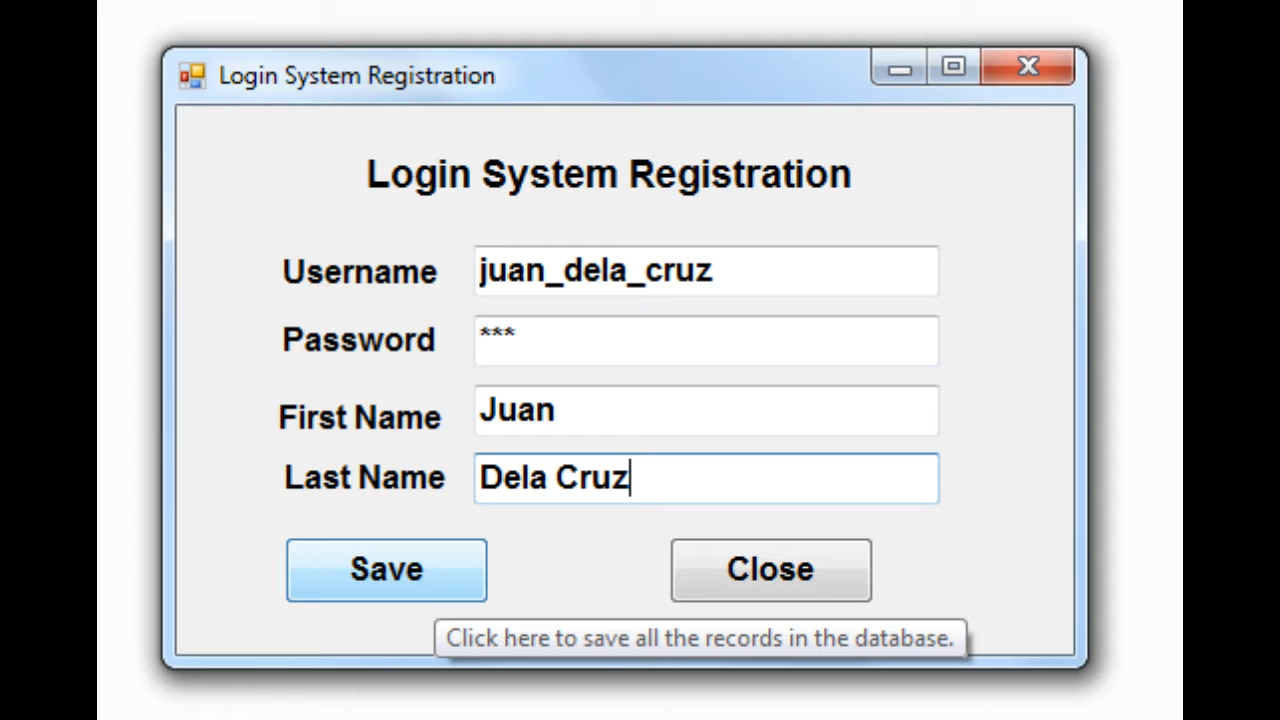 Login System Registration
Login System Registration
Username juan_dela_cruz
Password ***
First Name Juan
Last Name Dela Cruz
Save Close
Click here to save all the records in the database.